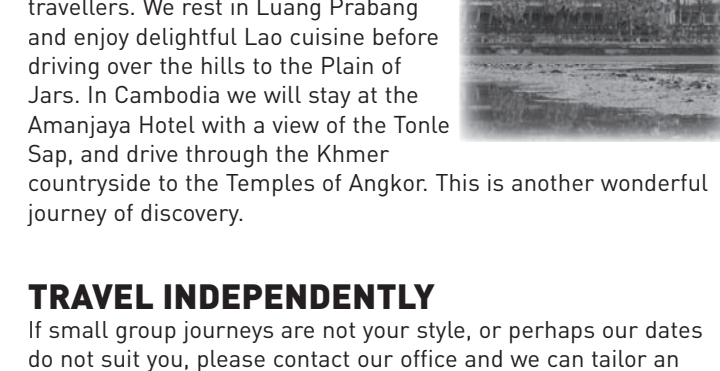 travellers. We rest in Luang Prabang
and enjoy delightful Lao cuisine before
driving over the hills to the Plain of
Jars. In Cambodia we will stay at the
Amanjaya Hotel with a view of the Tonle
Sap, and drive through the Khmer
countryside to the Temples of Angkor. This is another wonderful
journey of discovery.
TRAVEL INDEPENDENTLY
If small group journeys are not your style, or perhaps our dates
do not suit you, please contact our office and we can tailor an